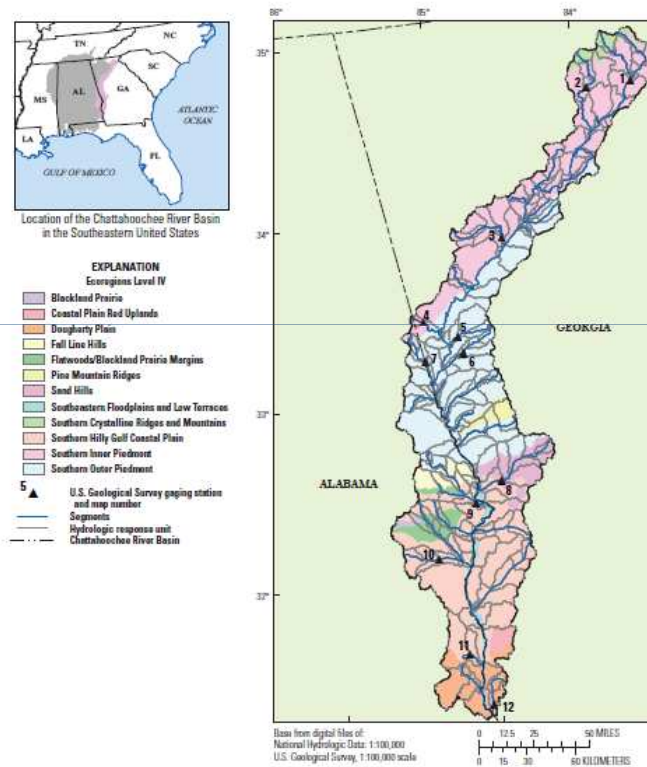 TN
NC
SC
MS
AL
GA
ATLANTIC
OCEAN
LA
FL
GULF OF MEXICO
Location of the Chattahoochee River Basin
in the Southeastern United States
EXPLANATION
Ecoregions Level IV
Blackland Prairie
Coastal Plain Red Uplands
Dougherty Plain
Fall Line Hills
Flatwoods/Blackland Prairie Margins
Pine Mountain Ridges
Sand Hills
Southeastern Floodplains and Low Terraces
Southern Crystalline Ridges and Mountains
Southern Hilly Gulf Coastal Plain
Southern Inner Piedmont
Southern Outer Piedmont
5
U.S. Geological Survey gaging station
and map number
Segments
Hydrologic response unit
Chattahoochee River Basin
86°
85°
84°
35°
34°
33°
32°
1
2
3
4
5
6
7
8
9
10
11
12
GEORGIA
ALABAMA
Base from digital files of:
National Hydrologic Data: 1:100,000
U.S. Geological Survey, 1:100,000 scale
0 12.5 25 50 MILES
0 15 30 60 KILOMETERS